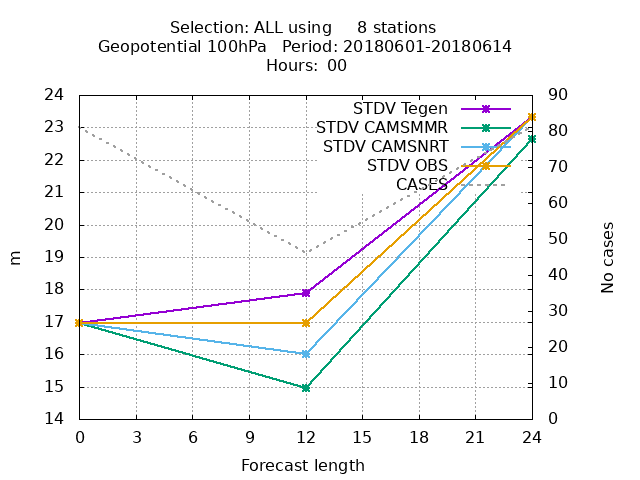 Selection: ALL using     8 stations
Geopotential 100hPa   Period: 20180601-20180614
Hours:  00
24
23
22
21
20
19
18
17
16
15
14
m
STDV Tegen
STDV CAMSMMR
STDV CAMSNRT
STDV OBS
CASES
90
80
70
60
50
40
30
20
10
0
No cases
0 3 6 9 12 15 18 21 24
Forecast length